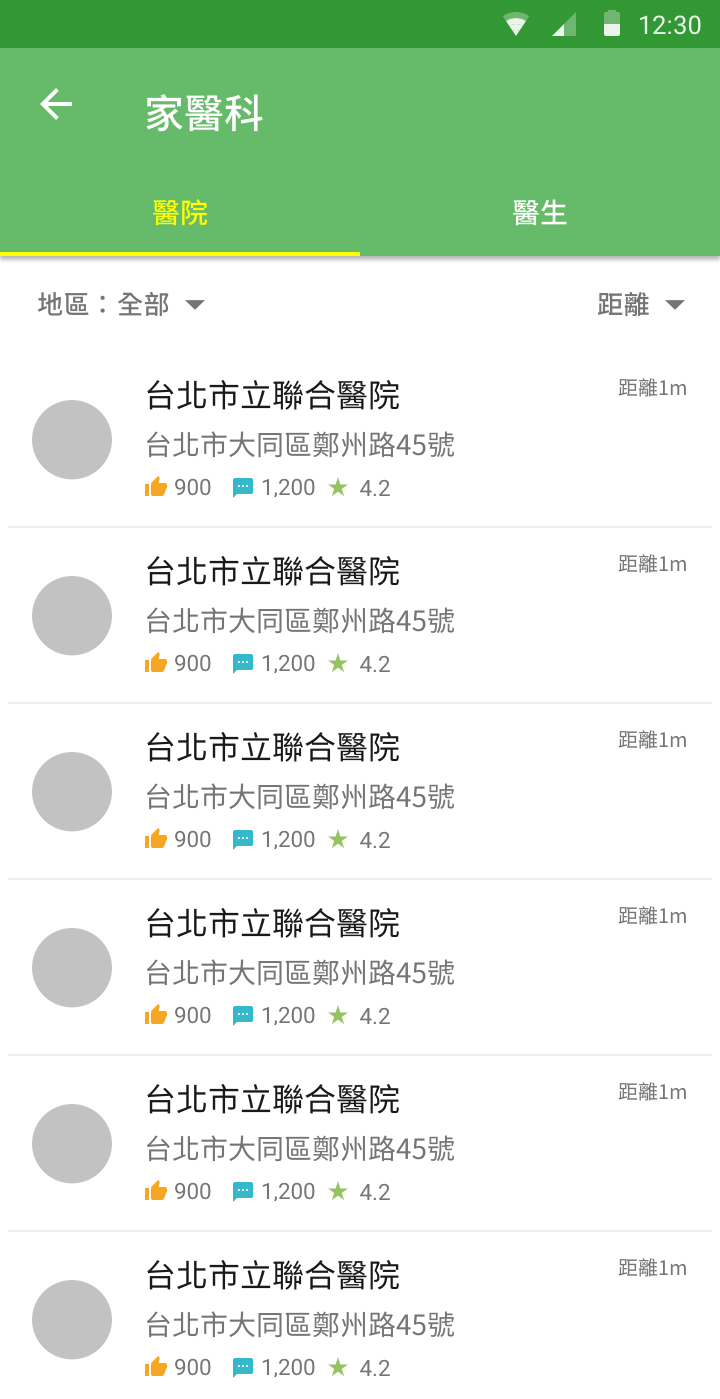 12:30
家醫科
醫院 醫生
地區：全部 距離
台北市立聯合醫院 距離1m
台北市大同區鄭州路45號
900 1,200 4.2
台北市立聯合醫院 距離1m
台北市大同區鄭州路45號
900 1,200 4.2
台北市立聯合醫院 距離1m
台北市大同區鄭州路45號
900 1,200 4.2
台北市立聯合醫院 距離1m
台北市大同區鄭州路45號
900 1,200 4.2
台北市立聯合醫院 距離1m
台北市大同區鄭州路45號
900 1,200 4.2
台北市立聯合醫院 距離1m
台北市大同區鄭州路45號
900 1,200 4.2